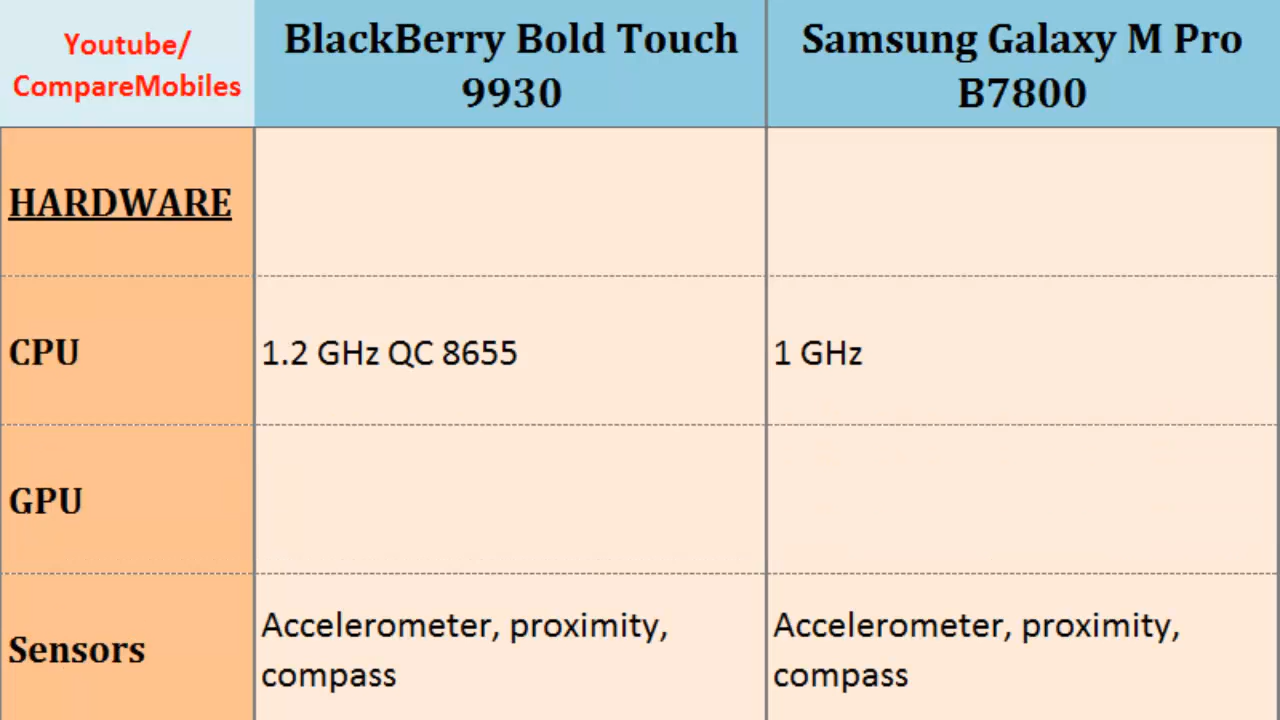 Youtube/
CompareMobiles
BlackBerry Bold Touch
9930
Samsung Galaxy M Pro
B7800
HARDWARE
CPU
1.2 GHz QC 8655
1 GHz
GPU
Sensors
Accelerometer, proximity,
compass
Accelerometer, proximity,
compass